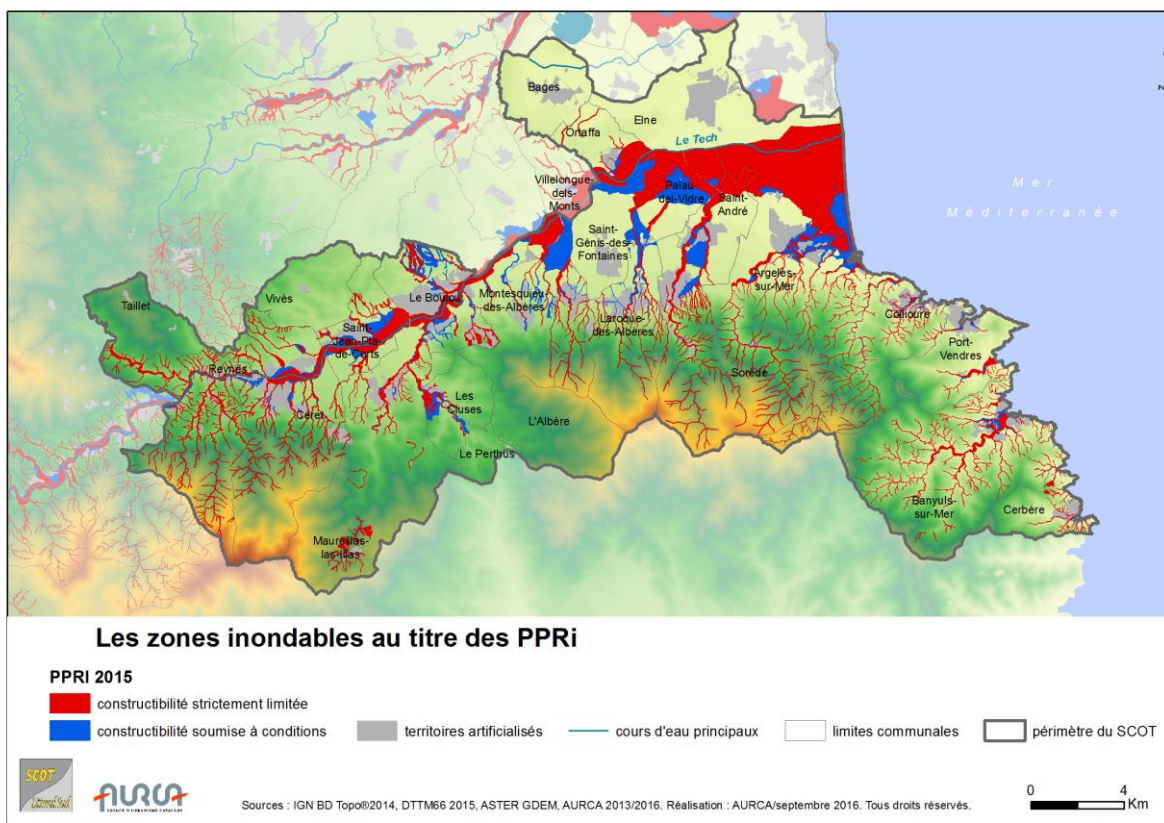 Bages
Elne
Ortaffa
Le Tech
Villelongue-
dels-
Monts
Palau-
del-Vidre
Saint-
André
Mer
Méditerranée
Saint-
Génis-des-
Fontaines
Taillet
Vivès
Le Boulou
Montesquieu-
des-Albères
Argelès-
sur-Mer
Collioure
Saint-
Jean-Pla-
de-Corts
Laroque-
des-Albères
Port-
Vendres
Reynès
Sorède
Céret
Les
Cluses
L'Albère
Le Perthus
Banyuls-
sur-Mer
Cerbère
Maureillas-
las-Illas
Les zones inondables au titre des PPRi
PPRI 2015
constructibilité strictement limitée
constructibilité soumise à conditions
territoires artificialisés
cours d'eau principaux
limites communales
périmètre du SCOT
SCOT
Littoral Sud
AURCA
AGENCE D'URBANISME CATALANE
Sources : IGN BD Topo®2014, DTTM66 2015, ASTER GDEM, AURCA 2013/2016. Réalisation : AURCA/septembre 2016. Tous droits réservés.
0 4
Km